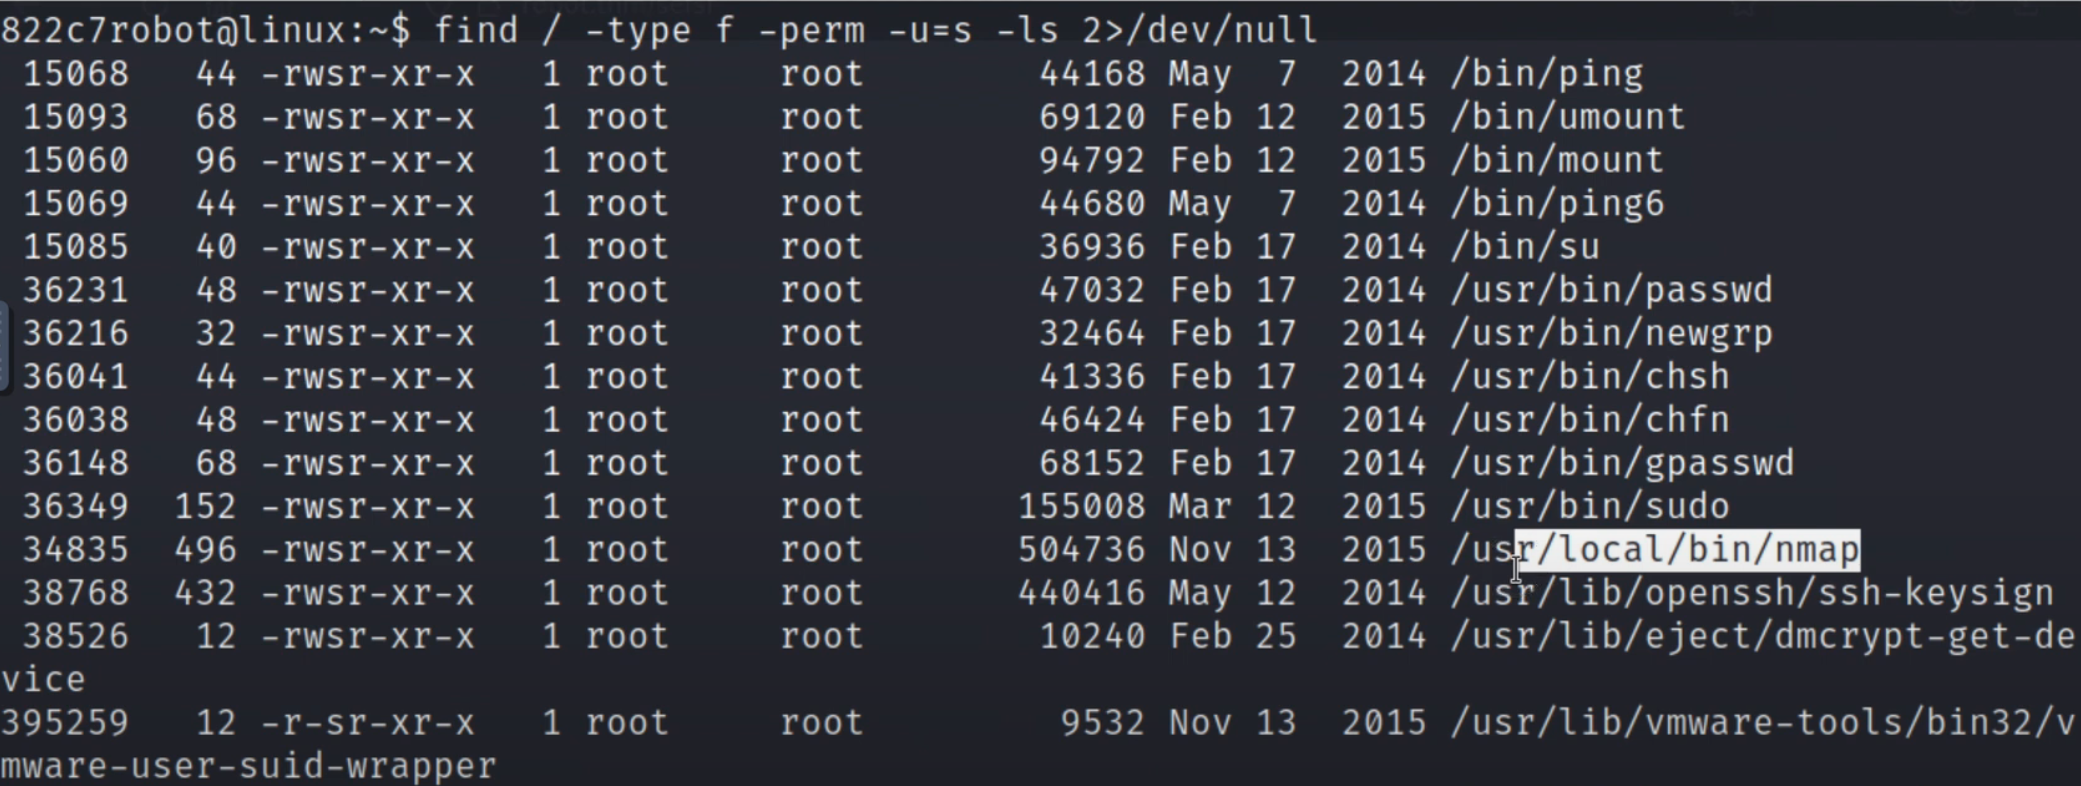 822c7robot@linux:~$ find / -type f -perm -u=s -ls 2>/dev/null
15068 44 -rwsr-xr-x 1 root root 44168 May 7 2014 /bin/ping
15093 68 -rwsr-xr-x 1 root root 69120 Feb 12 2015 /bin/umount
15060 96 -rwsr-xr-x 1 root root 94792 Feb 12 2015 /bin/mount
15069 44 -rwsr-xr-x 1 root root 44680 May 7 2014 /bin/ping6
15085 40 -rwsr-xr-x 1 root root 36936 Feb 17 2014 /bin/su
36231 48 -rwsr-xr-x 1 root root 47032 Feb 17 2014 /usr/bin/passwd
36216 32 -rwsr-xr-x 1 root root 32464 Feb 17 2014 /usr/bin/newgrp
36041 44 -rwsr-xr-x 1 root root 41336 Feb 17 2014 /usr/bin/chsh
36038 48 -rwsr-xr-x 1 root root 46424 Feb 17 2014 /usr/bin/chfn
36148 68 -rwsr-xr-x 1 root root 68152 Feb 17 2014 /usr/bin/gpasswd
36349 152 -rwsr-xr-x 1 root root 155008 Mar 12 2015 /usr/bin/sudo
34835 496 -rwsr-xr-x 1 root root 504736 Nov 13 2015 /usr/local/bin/nmap
38768 432 -rwsr-xr-x 1 root root 440416 May 12 2014 /usr/lib/openssh/ssh-keysign
38526 12 -rwsr-xr-x 1 root root 10240 Feb 25 2014 /usr/lib/eject/dmcrypt-get-de
vice
395259 12 -r-sr-xr-x 1 root root 9532 Nov 13 2015 /usr/lib/vmware-tools/bin32/v
mware-user-suid-wrapper